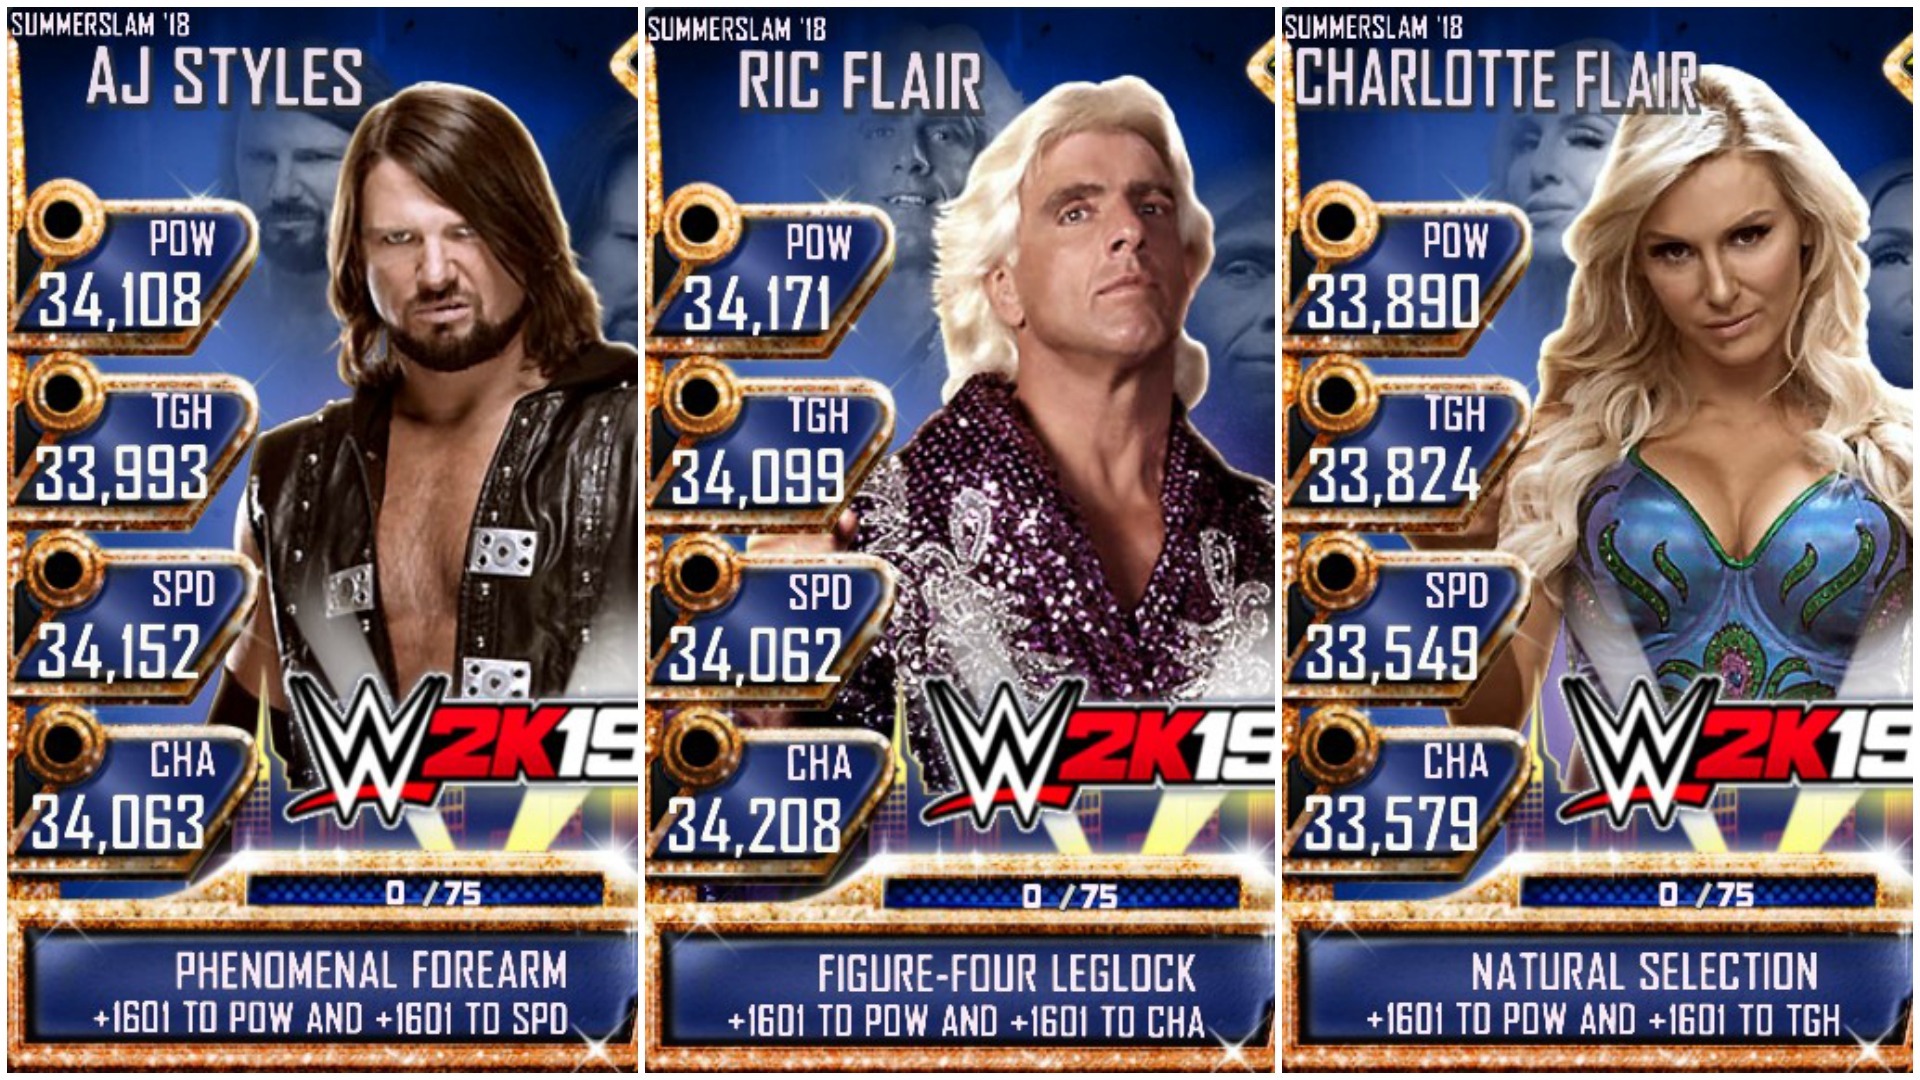 SUMMERSLAM '18
AJ STYLES
POW
34,108
TGH
33,993
SPD
34,152
CHA
34,063
W 2K19
0 /75
PHENOMENAL FOREARM
+1601 TO POW AND +1601 TO SPD
SUMMERSLAM '18
RIC FLAIR
POW
34,171
TGH
34,099
SPD
34,062
CHA
34,208
W 2K19
0 /75
FIGURE-FOUR LEGLOCK
+1601 TO POW AND +1601 TO CHA
SUMMERSLAM '18
CHARLOTTE FLAIR
POW
33,890
TGH
33,824
SPD
33,549
CHA
33,579
W 2K19
0 /75
NATURAL SELECTION
+1601 TO POW AND +1601 TO TGH